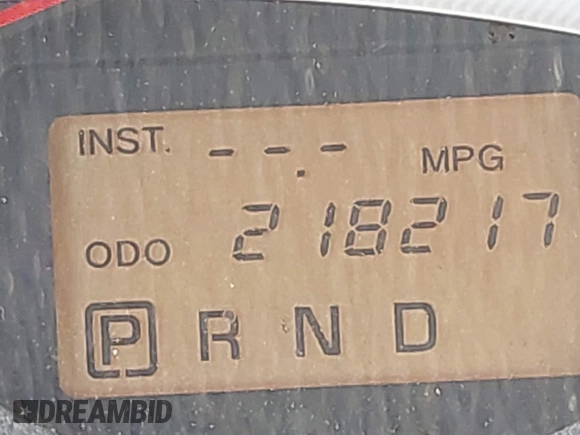 INST. --.- MPG
ODO 218217
P R N D
DREAMBID